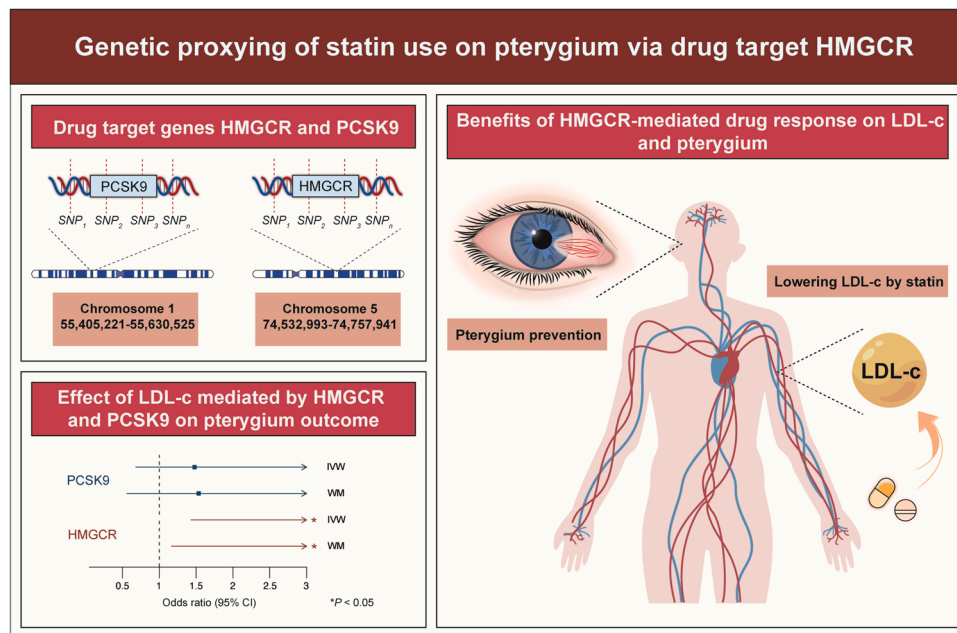 Genetic proxying of statin use on pterygium via drug target HMGCR
Drug target genes HMGCR and PCSK9
PCSK9
SNP1 SNP2 SNP3 SNPn
HMGCR
SNP1 SNP2 SNP3 SNPn
Chromosome 1
55,405,221-55,630,525
Chromosome 5
74,532,993-74,757,941
Effect of LDL-c mediated by HMGCR
and PCSK9 on pterygium outcome
PCSK9
IVW
WM
HMGCR
* IVW
* WM
0.5 1 1.5 2 2.5 3
Odds ratio (95% CI)
*P < 0.05
Benefits of HMGCR-mediated drug response on LDL-c
and pterygium
Pterygium prevention
Lowering LDL-c by statin
LDL-c